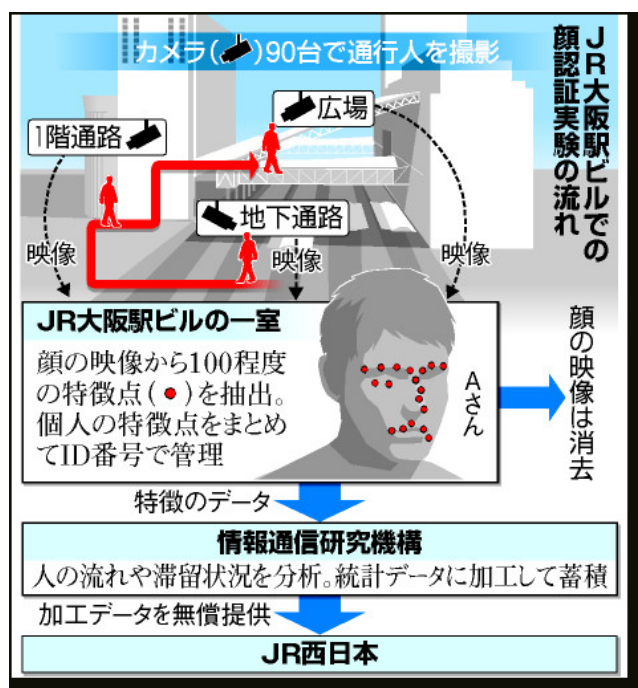 JR大阪駅ビルでの
顔認証実験の流れ
カメラ( )90台で通行人を撮影
広場
1階通路
地下通路
映像
映像
映像
JR大阪駅ビルの一室
顔の映像から100程度
の特徴点(●)を抽出。
個人の特徴点をまとめ
てID番号で管理
Aさん
顔の映像は消去
特徴のデータ
情報通信研究機構
人の流れや滞留状況を分析。統計データに加工して蓄積
加工データを無償提供
JR西日本